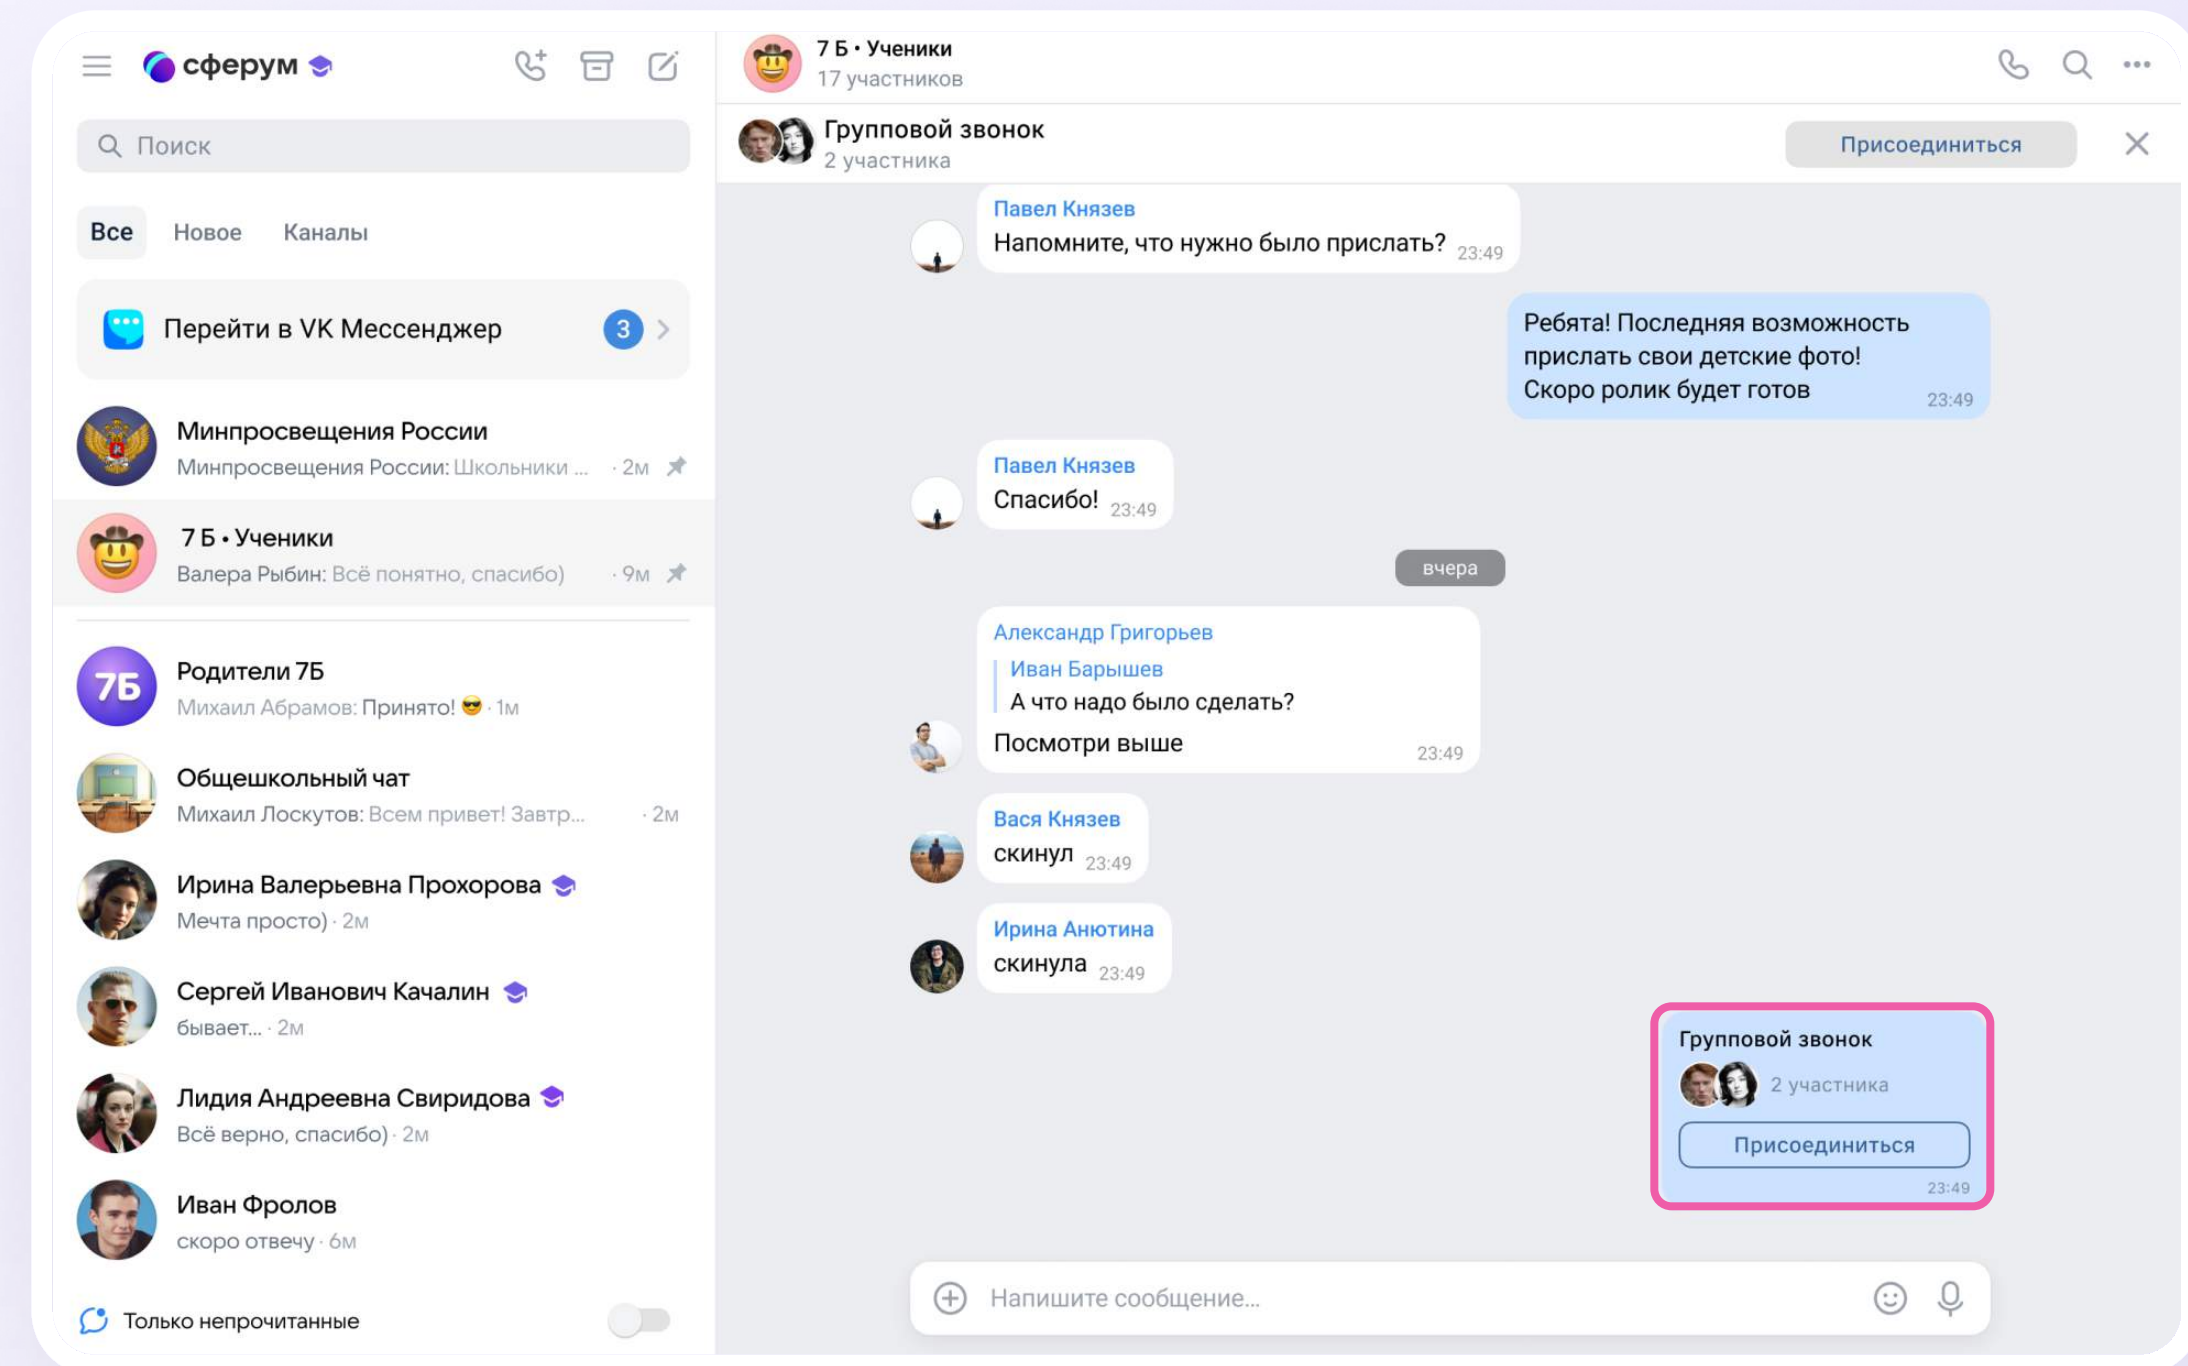 сферум
Поиск
Все Новое Каналы
Перейти в VK Мессенджер 3
Минпросвещения России
Минпросвещения России: Школьники ... · 2м
7 Б • Ученики
Валера Рыбин: Всё понятно, спасибо) · 9м
7Б
Родители 7Б
Михаил Абрамов: Принято! 😎 · 1м
Общешкольный чат
Михаил Лоскутов: Всем привет! Завтр... · 2м
Ирина Валерьевна Прохорова
Мечта просто) · 2м
Сергей Иванович Качалин
бывает... · 2м
Лидия Андреевна Свиридова
Всё верно, спасибо) · 2м
Иван Фролов
скоро отвечу · 6м
Только непрочитанные
7 Б • Ученики
17 участников
Групповой звонок
2 участника
Присоединиться
Павел Князев
Напомните, что нужно было прислать? 23:49
Ребята! Последняя возможность
прислать свои детские фото!
Скоро ролик будет готов 23:49
Павел Князев
Спасибо! 23:49
вчера
Александр Григорьев
Иван Барышев
А что надо было сделать?
Посмотри выше 23:49
Вася Князев
скинул 23:49
Ирина Анютина
скинула 23:49
Групповой звонок
2 участника
Присоединиться
23:49
Напишите сообщение...